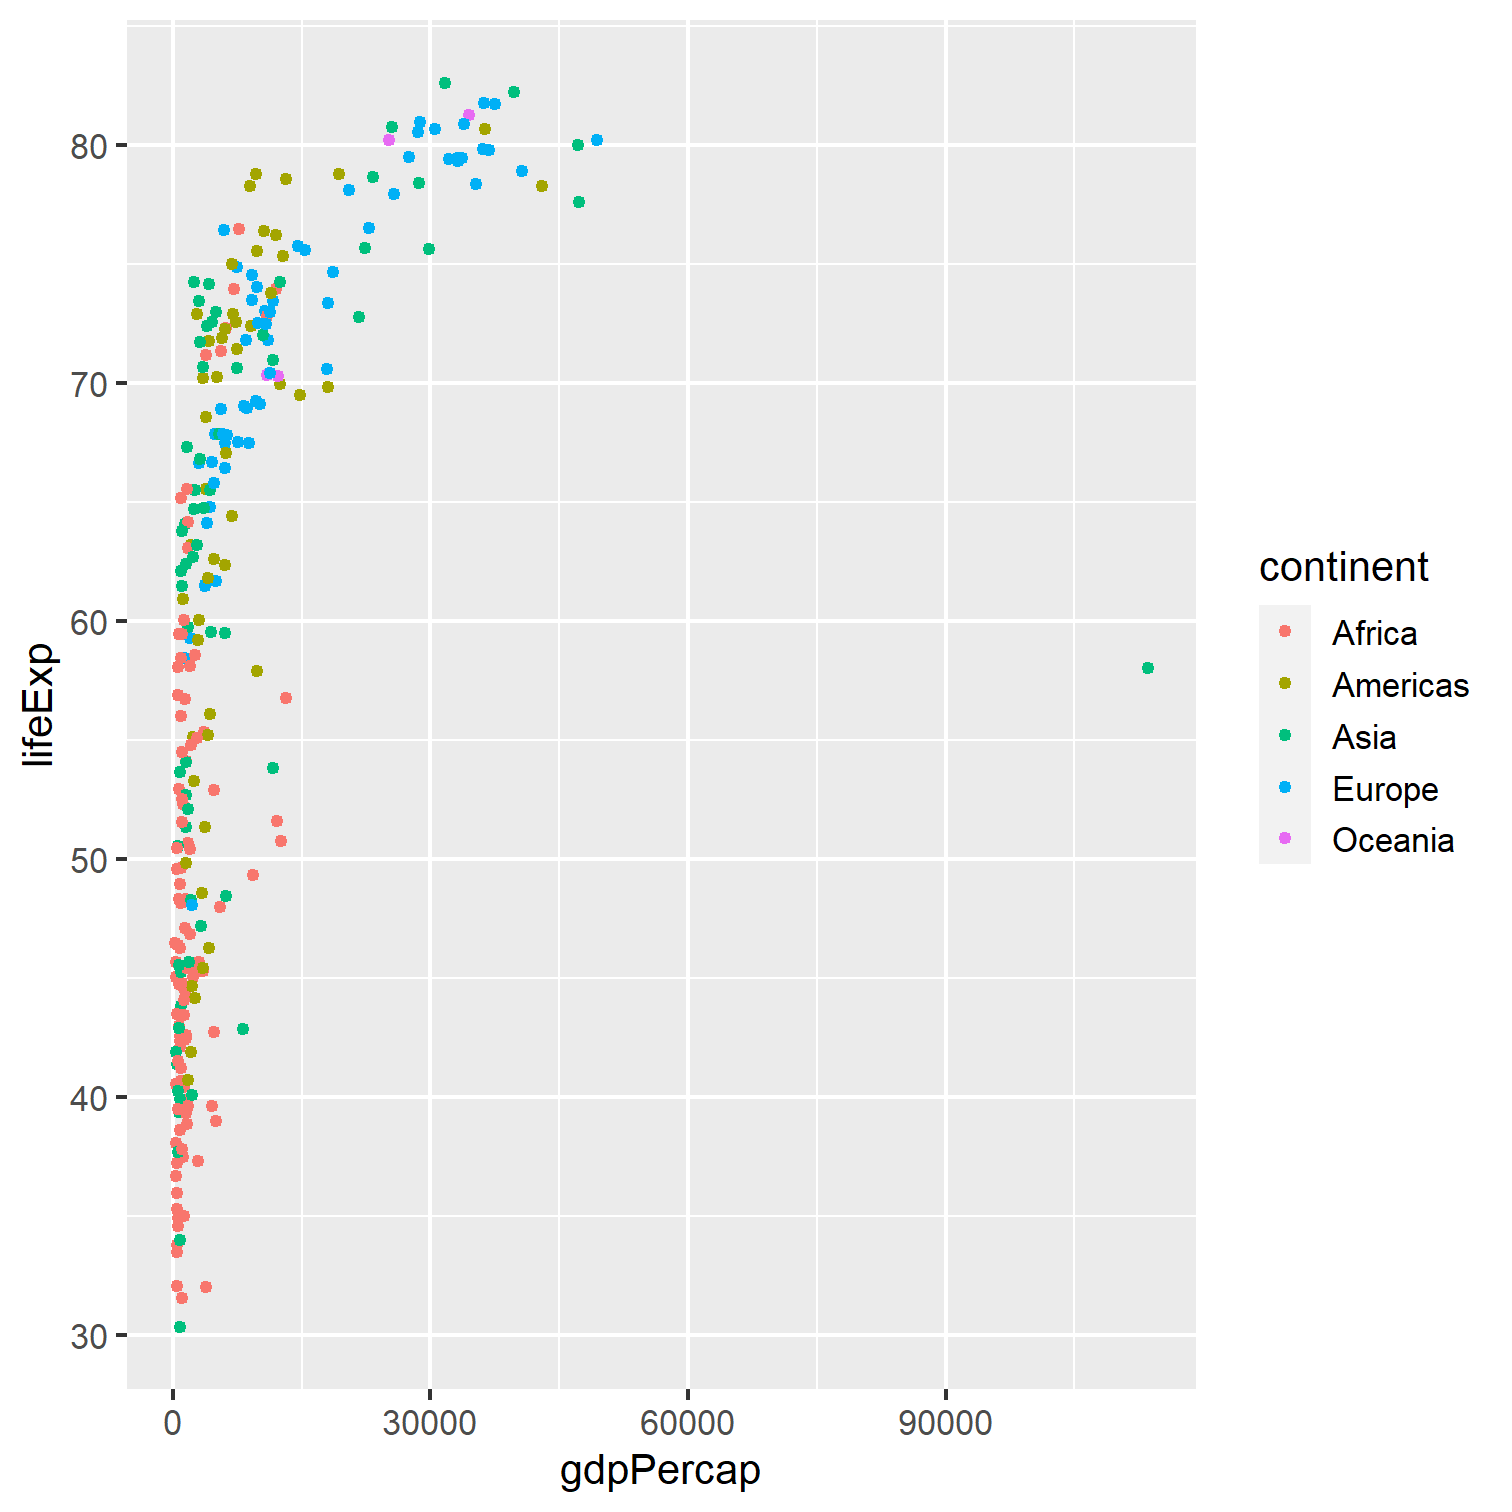 80
70
60
50
40
30
lifeExp
0 30000 60000 90000
gdpPercap
continent
Africa
Americas
Asia
Europe
Oceania